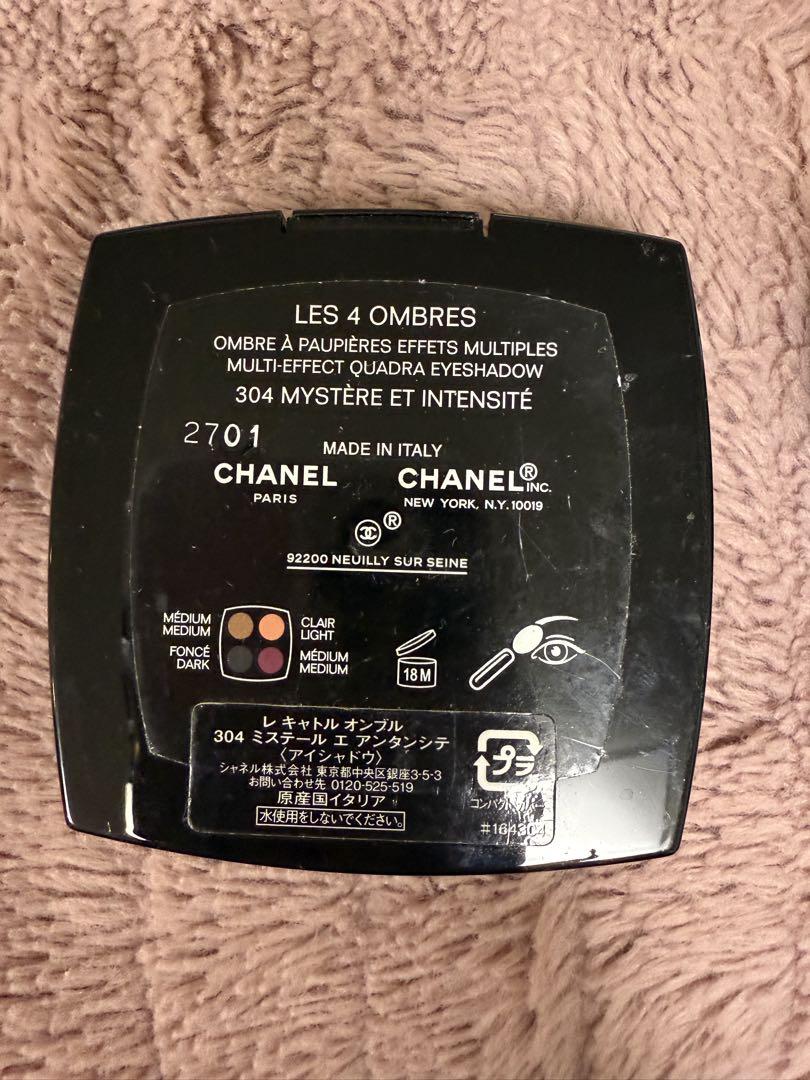 LES 4 OMBRES
OMBRE À PAUPIÈRES EFFETS MULTIPLES
MULTI-EFFECT QUADRA EYESHADOW
304 MYSTÈRE ET INTENSITÉ
2701
MADE IN ITALY
CHANEL
PARIS
CHANEL® INC.
NEW YORK, N.Y. 10019
®
92200 NEUILLY SUR SEINE
MÉDIUM
MEDIUM
CLAIR
LIGHT
FONCÉ
DARK
MÉDIUM
MEDIUM
18 M
レ キャトル オンブル
304 ミステール エ アンタンシテ
〈アイシャドウ〉
シャネル株式会社 東京都中央区銀座3-5-3
お問い合わせ先 0120-525-519
原産国イタリア
水使用をしないでください。
プラ
#164304